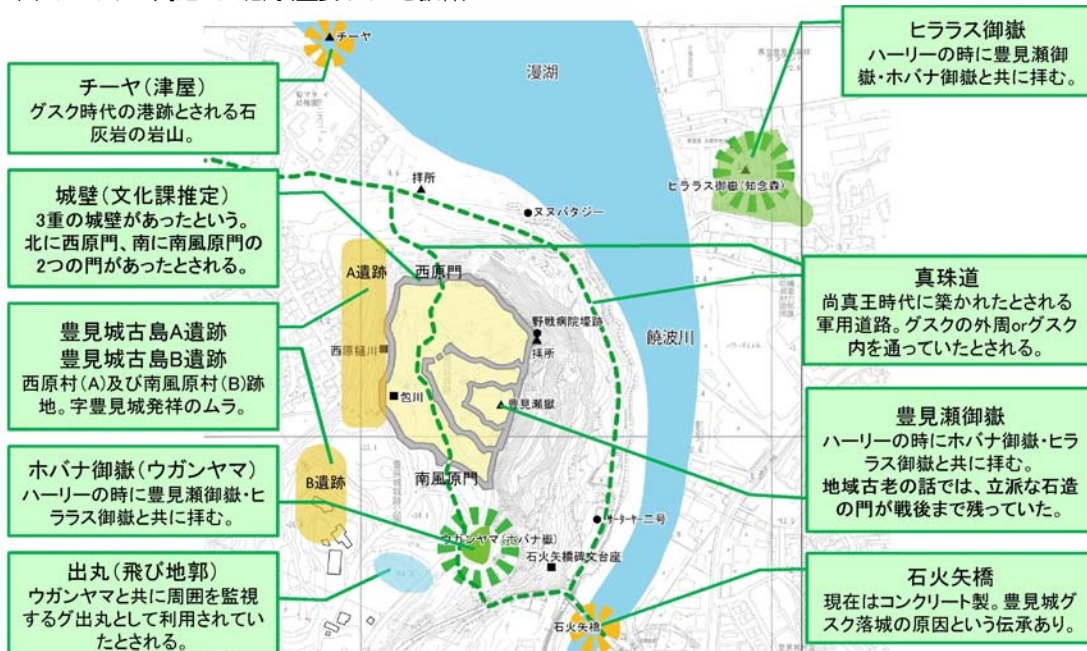 チーヤ(津屋)
グスク時代の港跡とされる石
灰岩の岩山。
城壁(文化課推定)
3重の城壁があったという。
北に西原門、南に南風原門の
2つの門があったとされる。
豊見城古島A遺跡
豊見城古島B遺跡
西原村(A)及び南風原村(B)跡
地。字豊見城発祥のムラ。
ホバナ御嶽(ウガンヤマ)
ハーリーの時に豊見瀬御嶽・ヒ
ララス御嶽と共に拝む。
出丸(飛び地郭)
ウガンヤマと共に周囲を監視
するグ出丸として利用されてい
たとされる。
チーヤ
漫湖
拝所
ヌヌバタジー
A遺跡
西原門
西原樋川
野戦病院壕跡
拝所
饒波川
包川
豊見瀬嶽
B遺跡
南風原門
サーターヤー二号
ウガンヤマ(ホバナ嶽)
石火矢橋碑文台座
石火矢橋
ヒララス御嶽(知念森)
ヒララス御嶽
ハーリーの時に豊見瀬御
嶽・ホバナ御嶽と共に拝む。
真珠道
尚真王時代に築かれたとされる
軍用道路。グスクの外周orグスク
内を通っていたとされる。
豊見瀬御嶽
ハーリーの時にホバナ御嶽・ヒラ
ラス御嶽と共に拝む。
地域古老の話では、立派な石造
の門が戦後まで残っていた。
石火矢橋
現在はコンクリート製。豊見城グ
スク落城の原因という伝承あり。